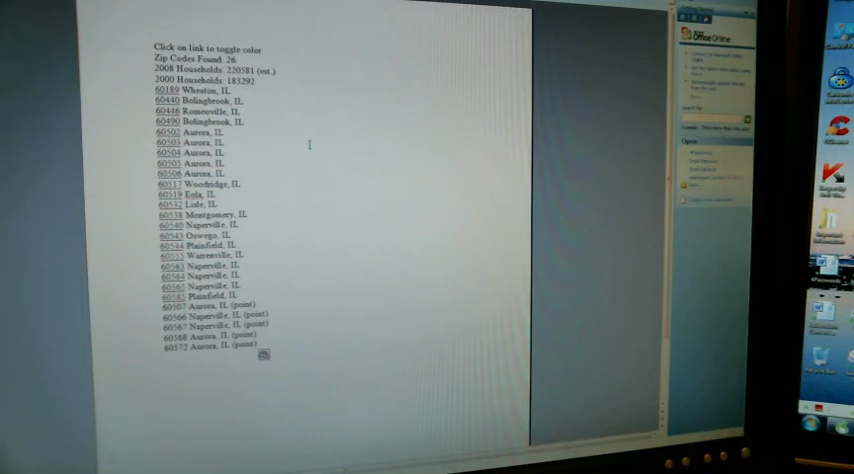 Click on link to toggle color
Zip Codes Found: 26
2008 Households: 220581 (est.)
2000 Households: 183292
60189 Wheaton, IL
60440 Bolingbrook, IL
60446 Romeoville, IL
60490 Bolingbrook, IL
60502 Aurora, IL
60503 Aurora, IL
60504 Aurora, IL
60505 Aurora, IL
60506 Aurora, IL
60517 Woodridge, IL
60519 Eola, IL
60532 Lisle, IL
60538 Montgomery, IL
60540 Naperville, IL
60543 Oswego, IL
60544 Plainfield, IL
60555 Warrenville, IL
60563 Naperville, IL
60564 Naperville, IL
60565 Naperville, IL
60585 Plainfield, IL
60507 Aurora, IL (point)
60566 Naperville, IL (point)
60567 Naperville, IL (point)
60568 Aurora, IL (point)
60572 Aurora, IL (point)
Office Online
Open